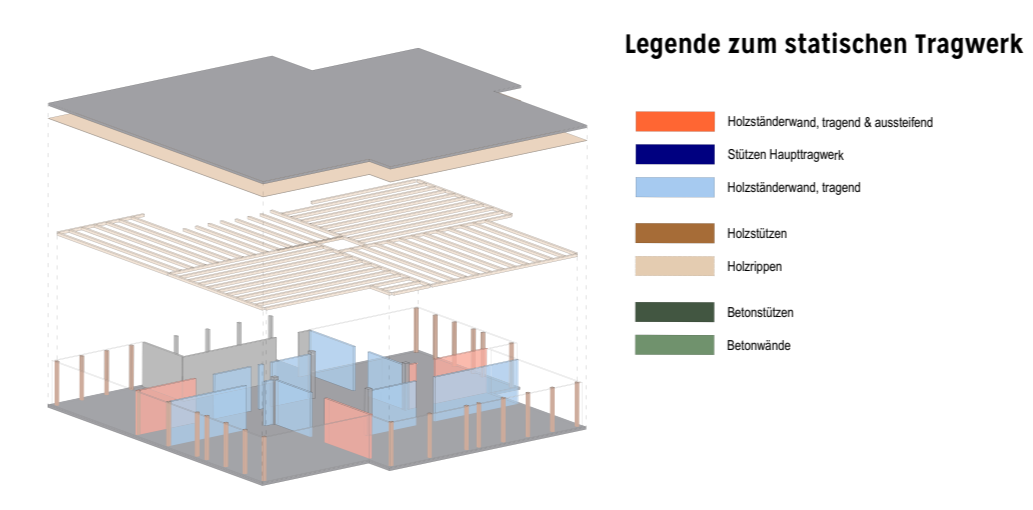 Legende zum statischen Tragwerk
Holzständerwand, tragend & aussteifend
Stützen Haupttragwerk
Holzständerwand, tragend
Holzstützen
Holzrippen
Betonstützen
Betonwände